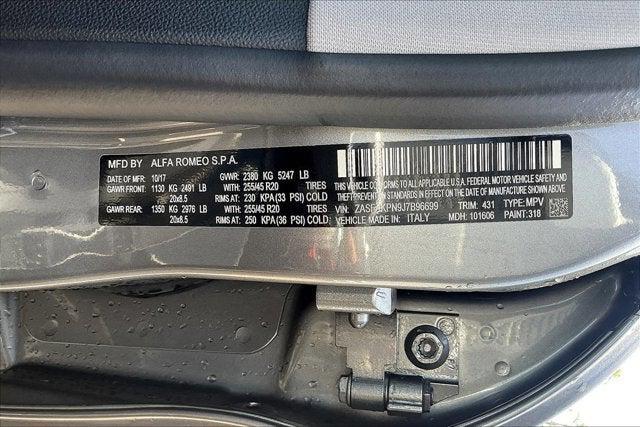 MFD BY ALFA ROMEO S.P.A.
10/17 GVWR: 2380 KG 5247 LB
GAWR FRONT: 1130 KG 2491 LB WITH: 255/45 R20 TIRES
20x8.5 RIMS AT: 230 KPA (33 PSI) COLD
GAWR REAR: 1350 KG 2976 LB WITH: 255/45 R20 TIRES
20x8.5 RIMS AT: 250 KPA (36 PSI) COLD
THIS VEHICLE CONFORMS TO ALL APPLICABLE U.S.A. FEDERAL MOTOR VEHICLE SAFETY,
BUMPER AND THEFT PREVENTION STANDARDS IN EFFECT ON THE DATE OF MANUFACTURE SHOWN ABOVE.
VIN: TRIM: 431 TYPE: MPV
VEHICLE MADE IN: ITALY MDH: 101606 PAINT: 318